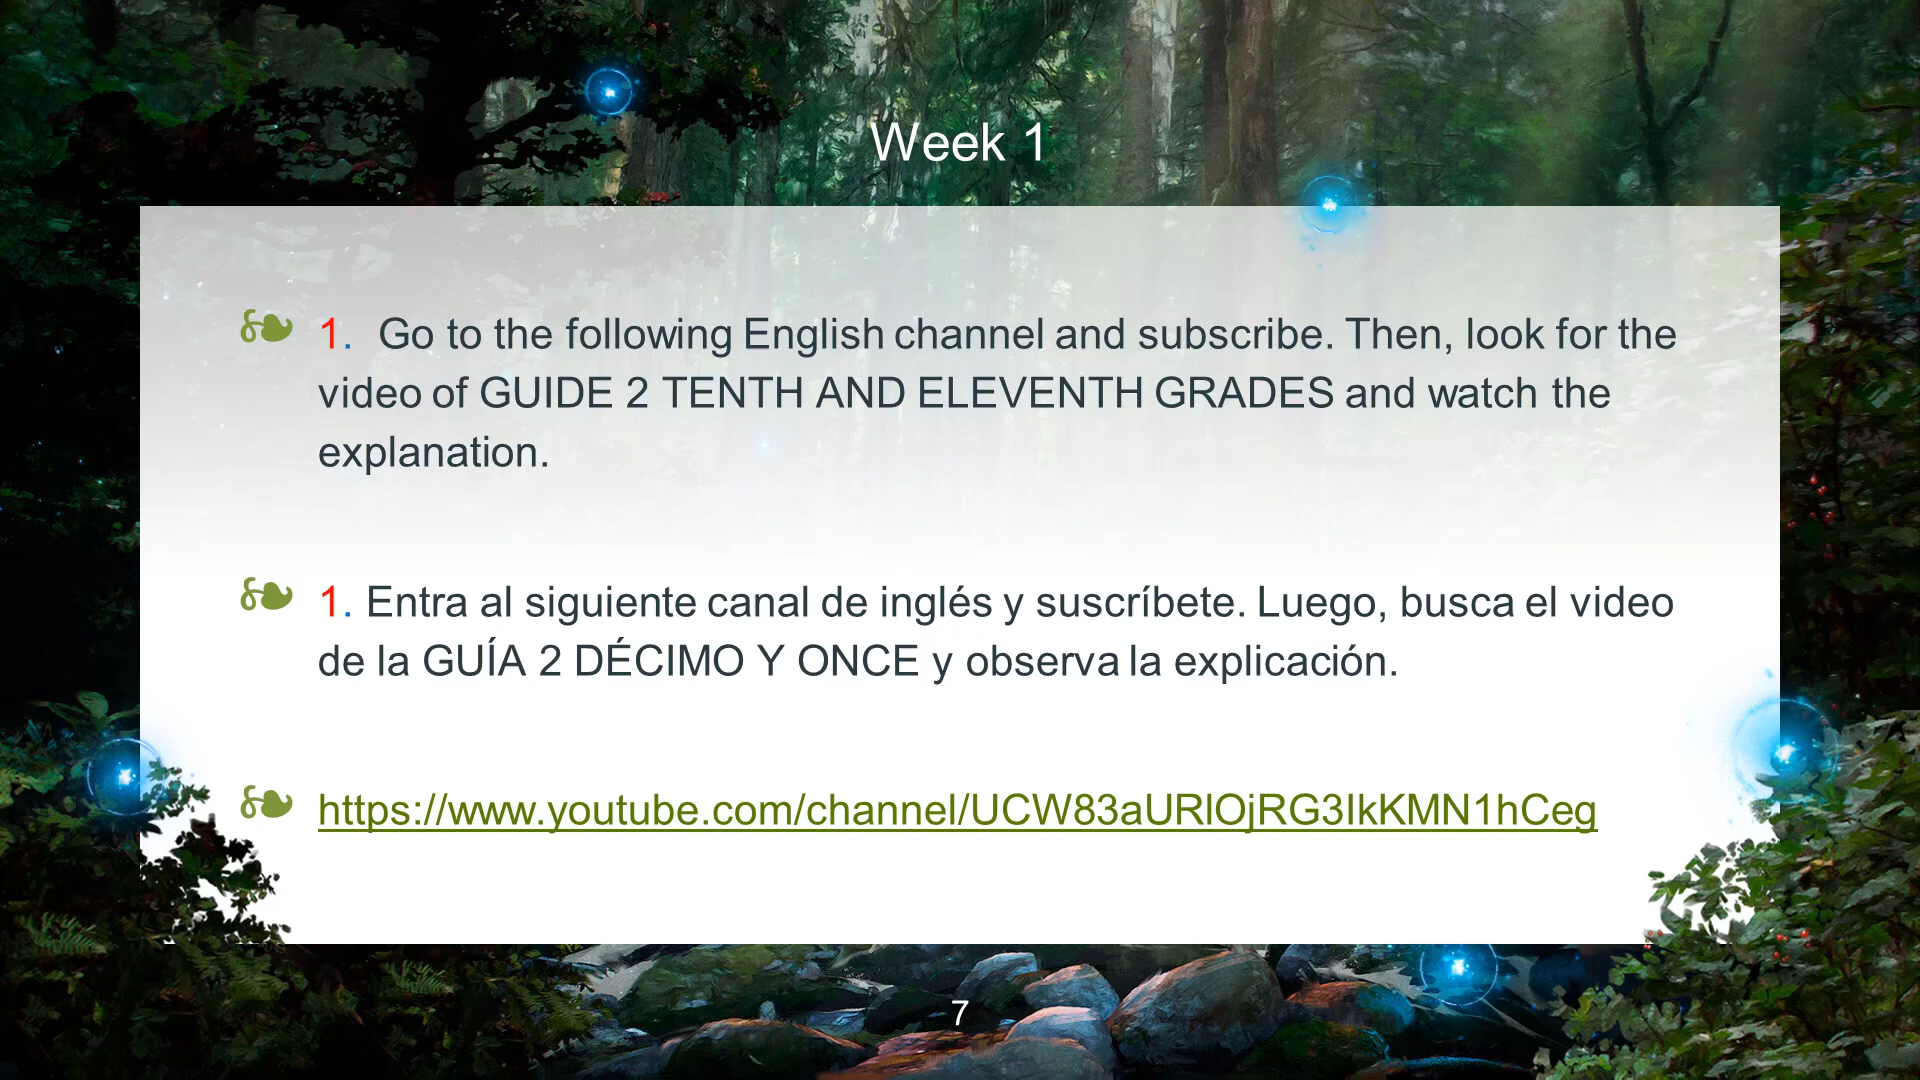 Week 1
1. Go to the following English channel and subscribe. Then, look for the
video of GUIDE 2 TENTH AND ELEVENTH GRADES and watch the
explanation.
1. Entra al siguiente canal de inglés y suscríbete. Luego, busca el video
de la GUÍA 2 DÉCIMO Y ONCE y observa la explicación.
https://www.youtube.com/channel/UCW83aURlOjRG3IkKMN1hCeg
7